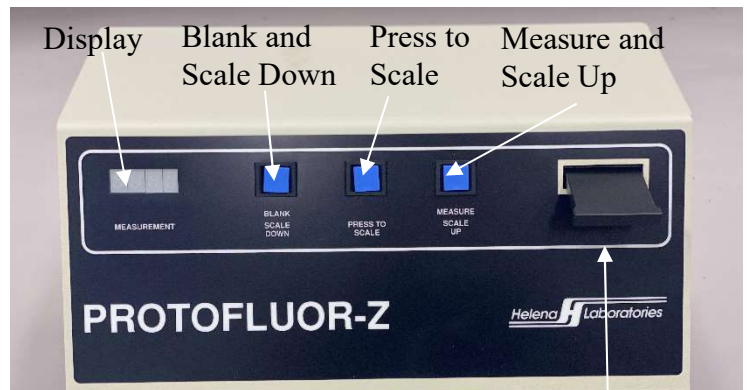 Display
Blank and
Scale Down
Press to
Scale
Measure and
Scale Up
MEASUREMENT
BLANK
SCALE
DOWN
PRESS TO
SCALE
MEASURE
SCALE
UP
PROTOFLUOR-Z
Helena Laboratories